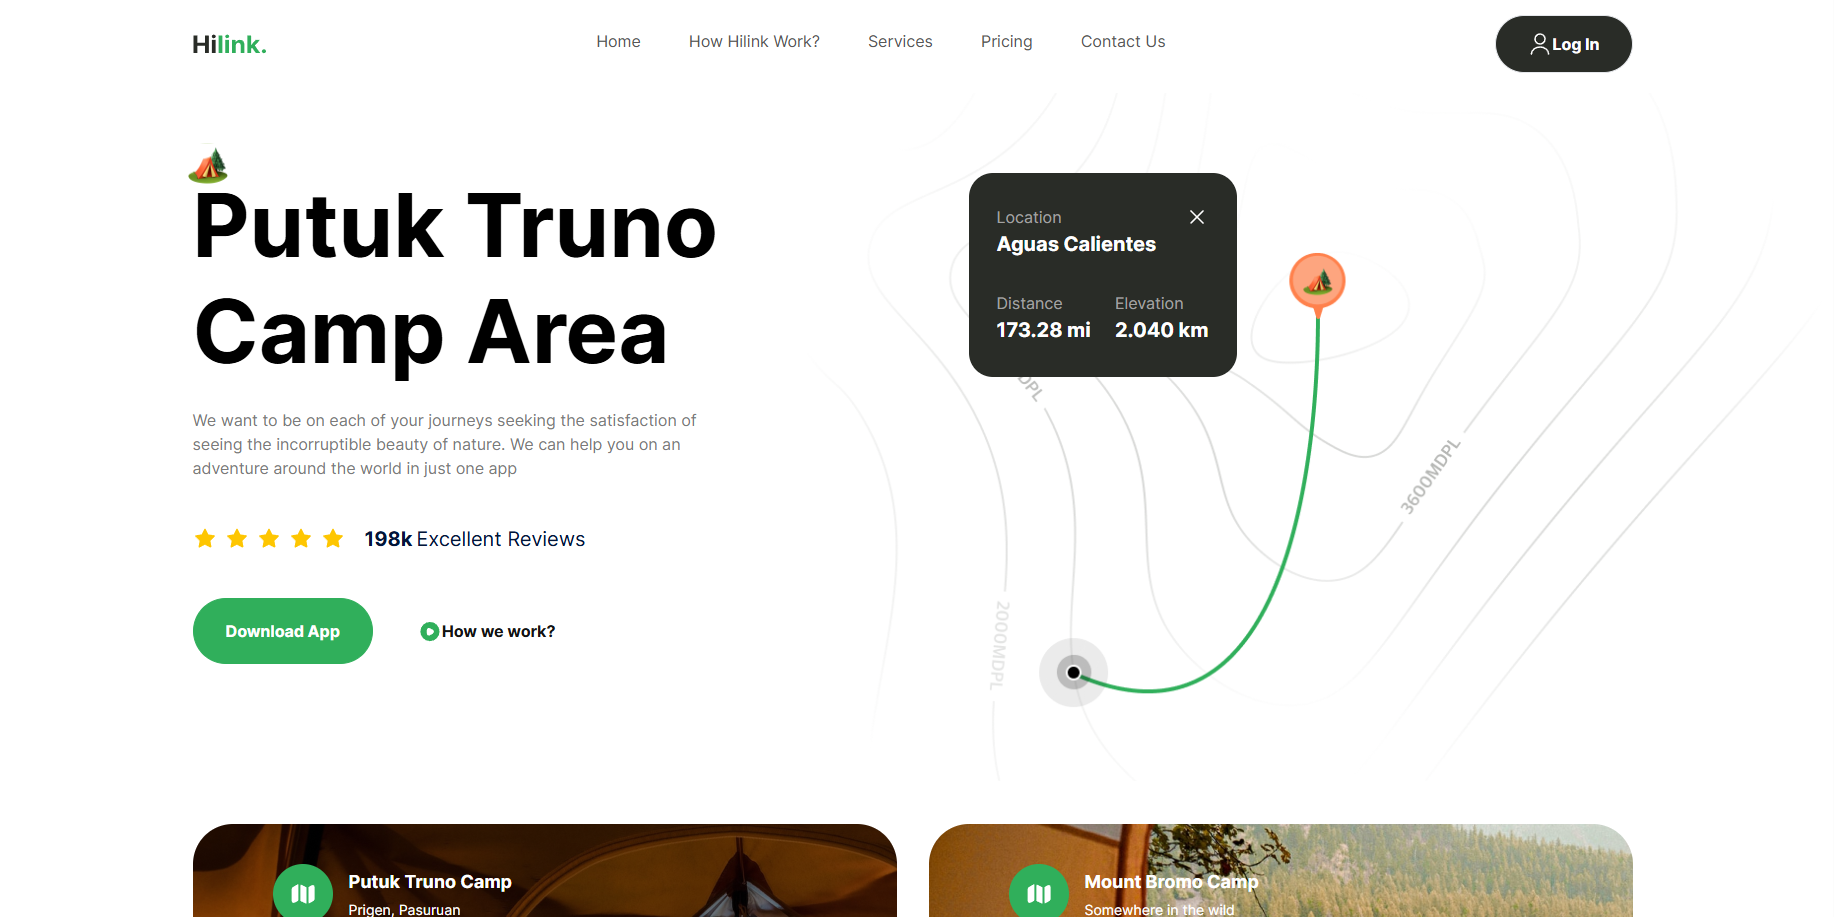 Hilink.
Home
How Hilink Work?
Services
Pricing
Contact Us
Log In
Putuk Truno
Camp Area
We want to be on each of your journeys seeking the satisfaction of
seeing the incorruptible beauty of nature. We can help you on an
adventure around the world in just one app
198k Excellent Reviews
Download App
How we work?
Location
Aguas Calientes
Distance
Elevation
173.28 mi
2.040 km
DPL
3600MDPL
2000MDPL
Putuk Truno Camp
Prigen, Pasuruan
Mount Bromo Camp
Somewhere in the wild